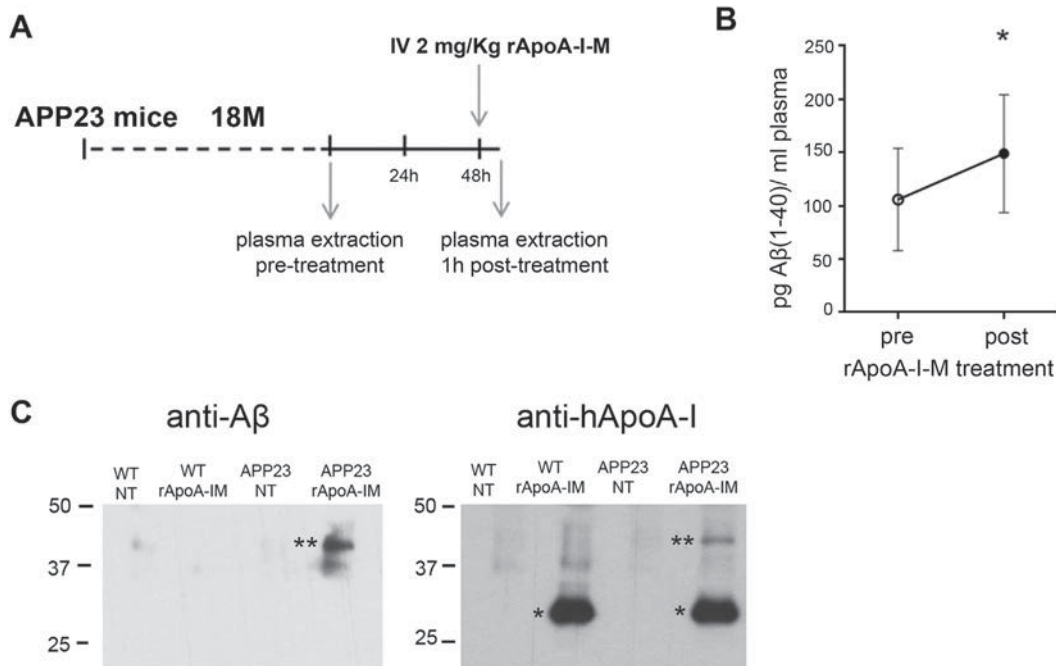 A
IV 2 mg/Kg rApoA-I-M
APP23 mice 18M
24h
48h
plasma extraction
pre-treatment
plasma extraction
1h post-treatment
B
*
250
200
150
100
50
0
pg Aβ(1-40)/ ml plasma
pre
post
rApoA-I-M treatment
C
anti-Aβ
WT
NT
WT
rApoA-IM
APP23
NT
APP23
rApoA-IM
50
37
25
**
anti-hApoA-I
WT
NT
WT
rApoA-IM
APP23
NT
APP23
rApoA-IM
50
37
25
**
*
*